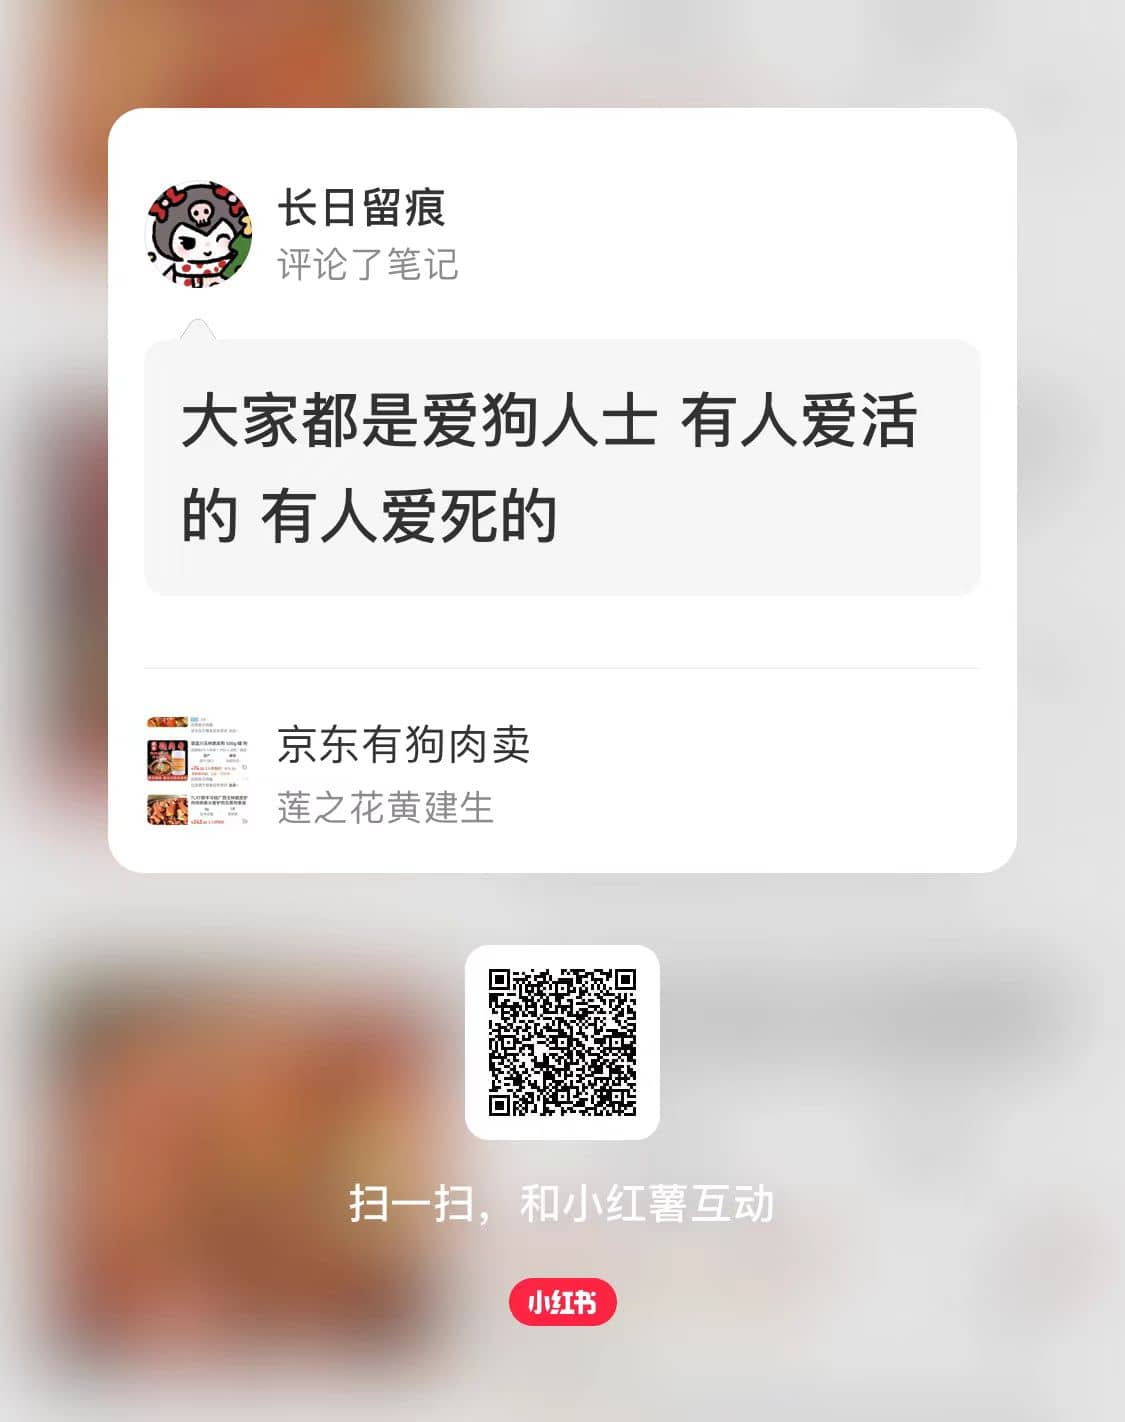 长日留痕
评论了笔记
大家都是爱狗人士 有人爱活
的 有人爱死的
京东有狗肉卖
莲之花黄建生
扫一扫，和小红薯互动
小红书